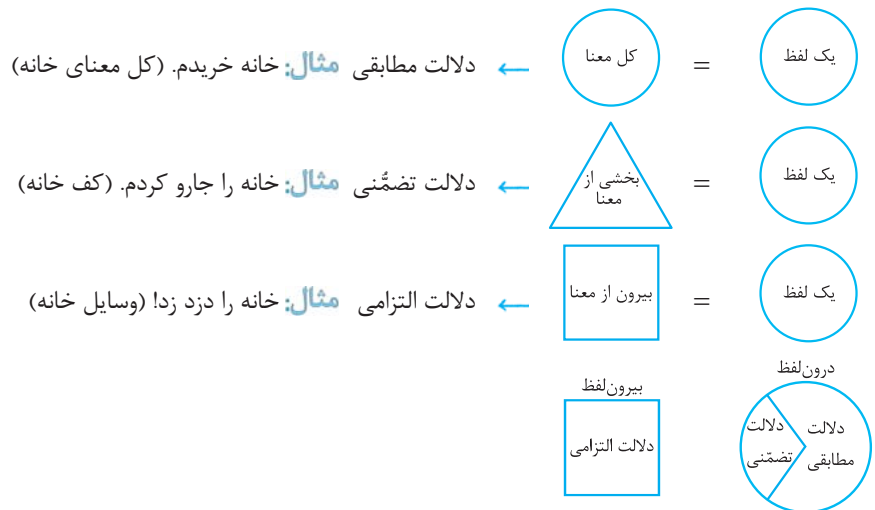 یک لفظ = کل معنا ← دلالت مطابقی مثال: خانه خریدم. (کل معنای خانه)
یک لفظ = بخشی از معنا ← دلالت تضمُّنی مثال: خانه را جارو کردم. (کف خانه)
یک لفظ = بیرون از معنا ← دلالت التزامی مثال: خانه را دزد زد! (وسایل خانه)
درون‌لفظ
دلالت مطابقی
دلالت تضمّنی
بیرون‌لفظ
دلالت التزامی